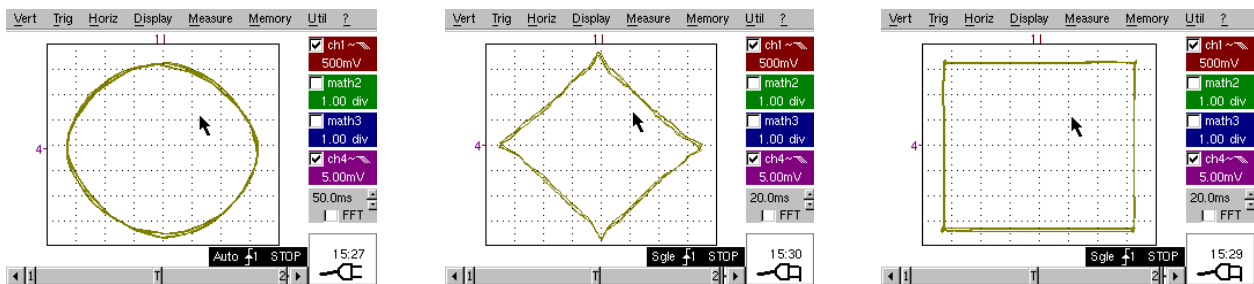 Vert Trig Horiz Display Measure Memory Util ?
1
ch1
500mV
math2
1.00 div
math3
1.00 div
4
ch4
5.00mV
50.0ms
FFT
Auto 1 STOP
15:27
1 T 2
Vert Trig Horiz Display Measure Memory Util ?
1
ch1
500mV
math2
1.00 div
math3
1.00 div
4
ch4
5.00mV
20.0ms
FFT
Sgle 1 STOP
15:30
1 T 2
Vert Trig Horiz Display Measure Memory Util ?
1
ch1
500mV
math2
1.00 div
math3
1.00 div
4
ch4
5.00mV
20.0ms
FFT
Sgle 1 STOP
15:29
1 T 2